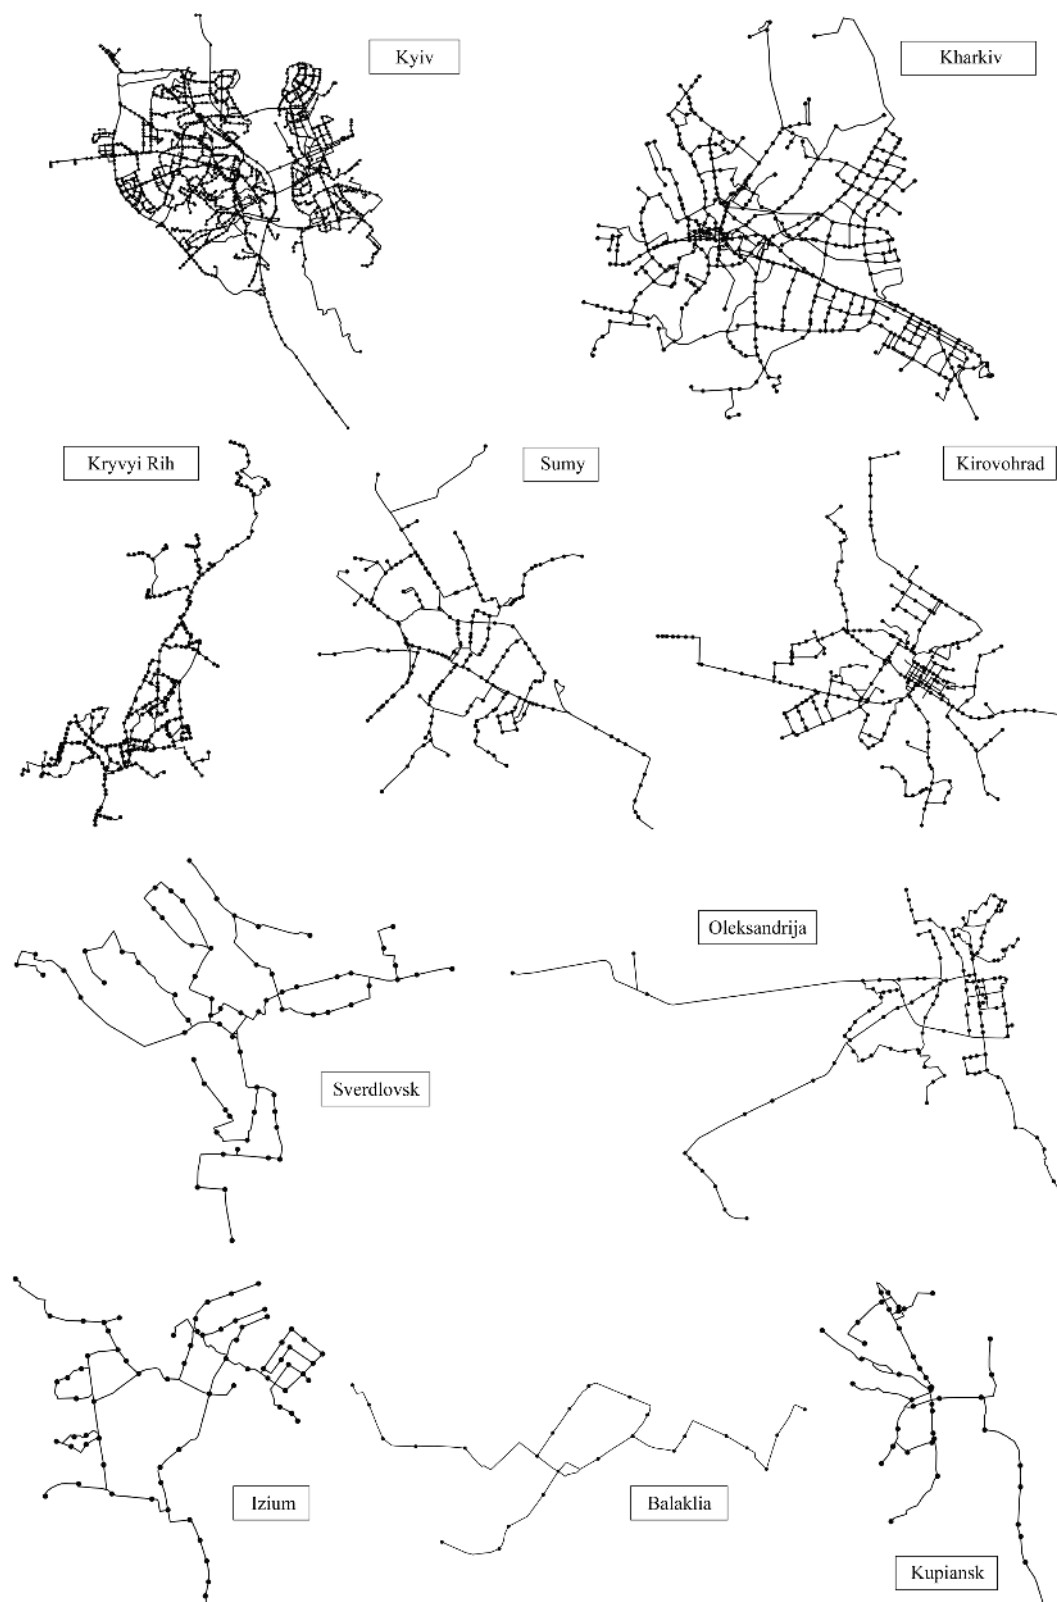 Kyiv
Kharkiv
Kryvyi Rih
Sumy
Kirovohrad
Oleksandrija
Sverdlovsk
Izium
Balaklia
Kupiansk